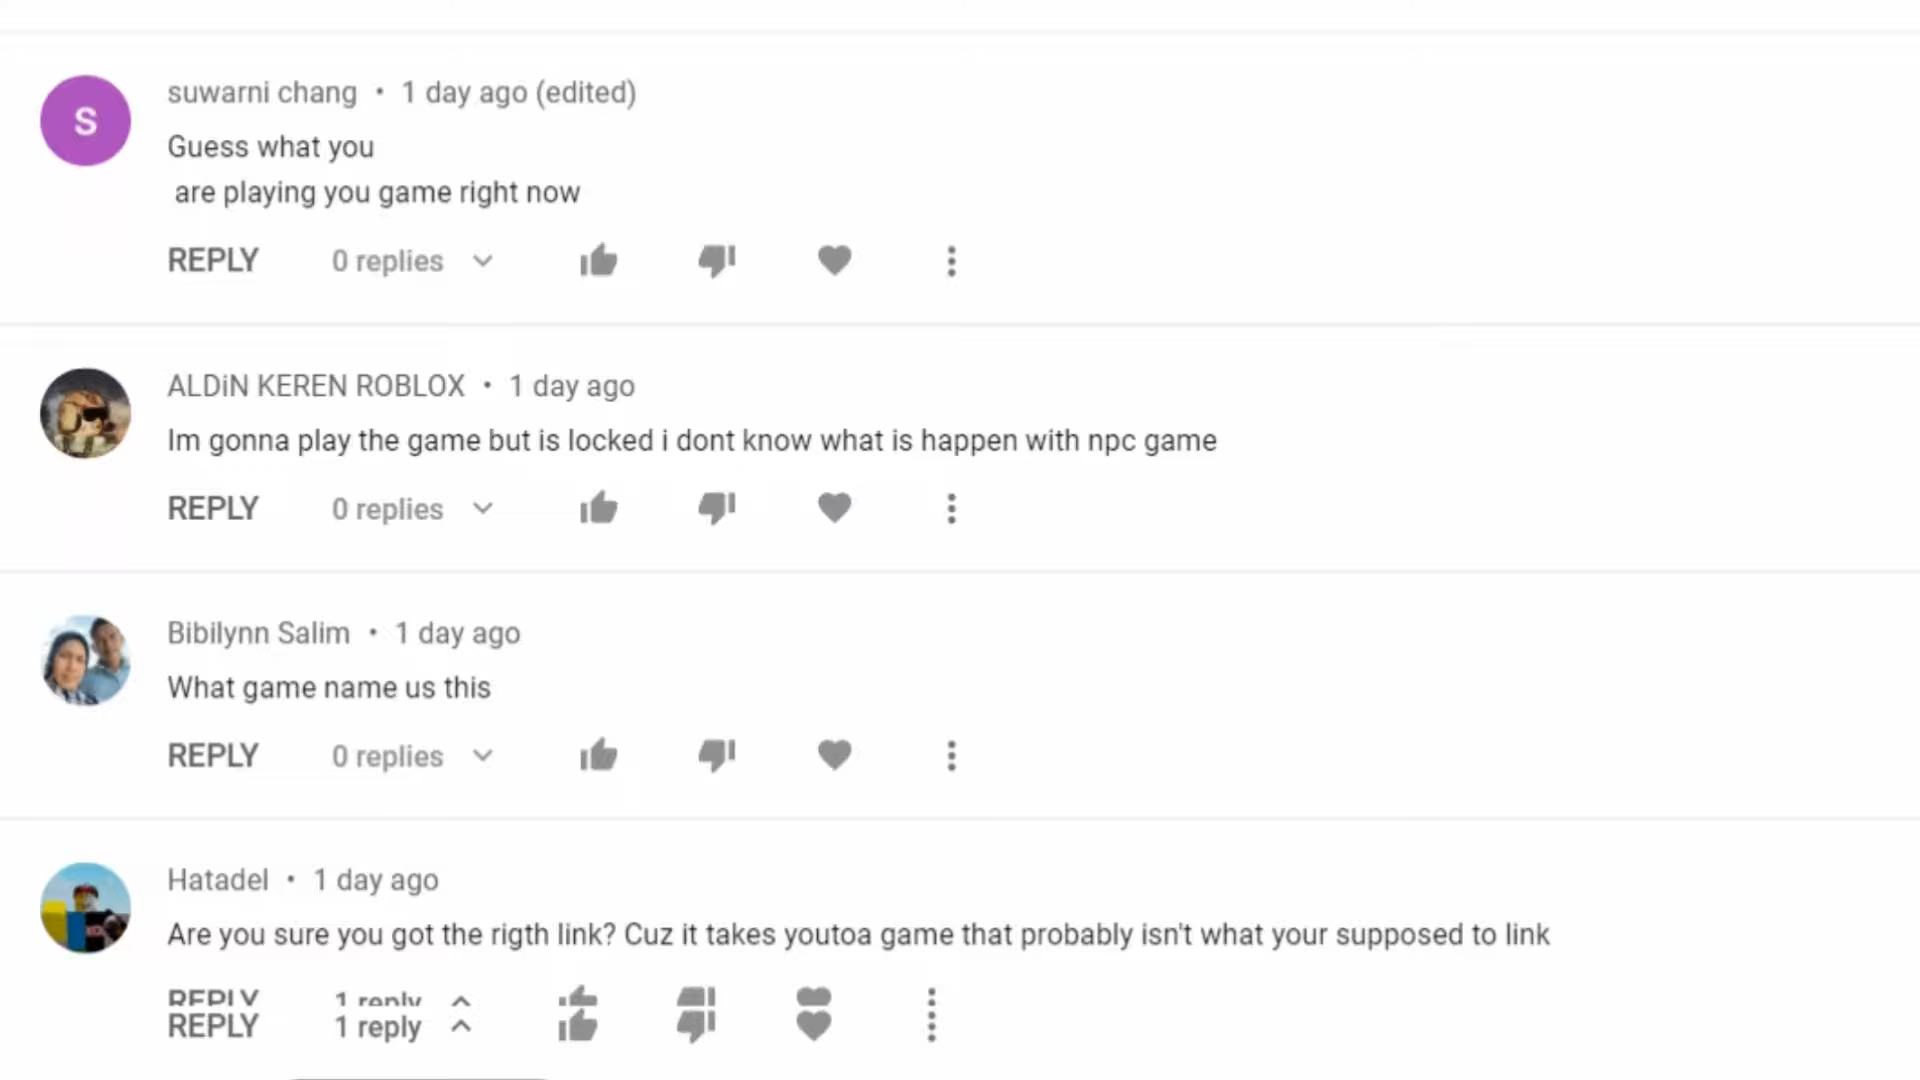 S
suwarni chang • 1 day ago (edited)
Guess what you
are playing you game right now
REPLY 0 replies
ALDiN KEREN ROBLOX • 1 day ago
Im gonna play the game but is locked i dont know what is happen with npc game
REPLY 0 replies
Bibilynn Salim • 1 day ago
What game name us this
REPLY 0 replies
Hatadel • 1 day ago
Are you sure you got the rigth link? Cuz it takes youtoa game that probably isn't what your supposed to link
REPLY 1 reply
REPLY 1 reply